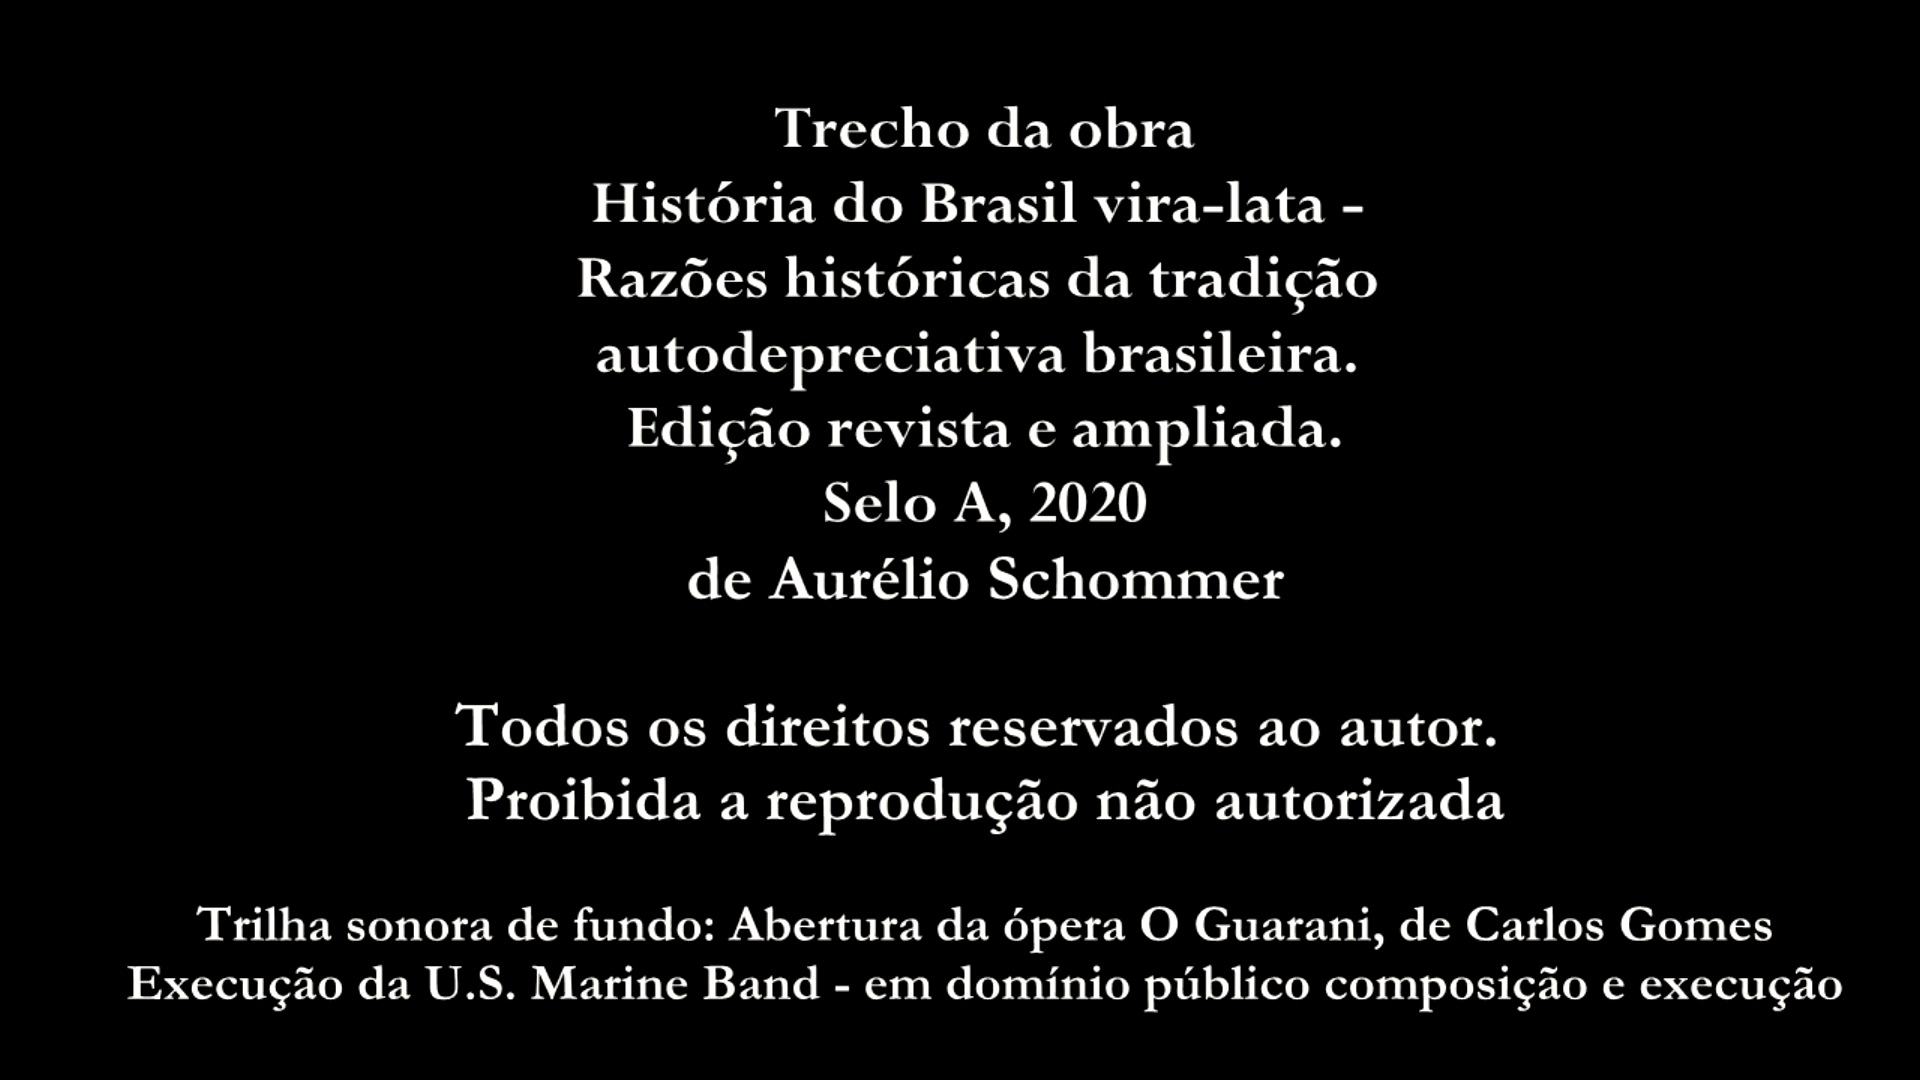 Trecho da obra
História do Brasil vira-lata -
Razões históricas da tradição
autodepreciativa brasileira.
Edição revista e ampliada.
Selo A, 2020
de Aurélio Schommer
Todos os direitos reservados ao autor.
Proibida a reprodução não autorizada
Trilha sonora de fundo: Abertura da ópera O Guarani, de Carlos Gomes
Execução da U.S. Marine Band - em domínio público composição e execução